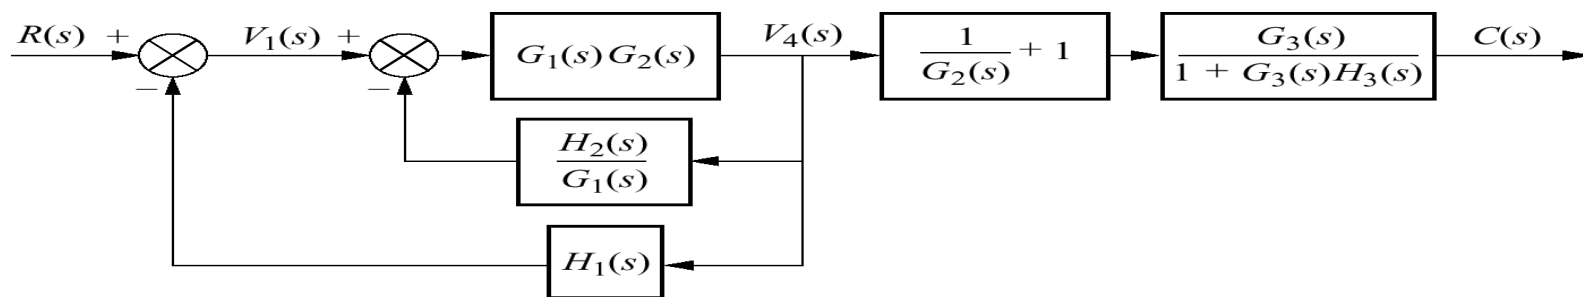 R(s) + V₁(s) + G₁(s)G₂(s) V₄(s) 1/G₂(s) + 1 G₃(s)/(1 + G₃(s)H₃(s)) C(s)
− −
H₂(s)/G₁(s)
H₁(s)